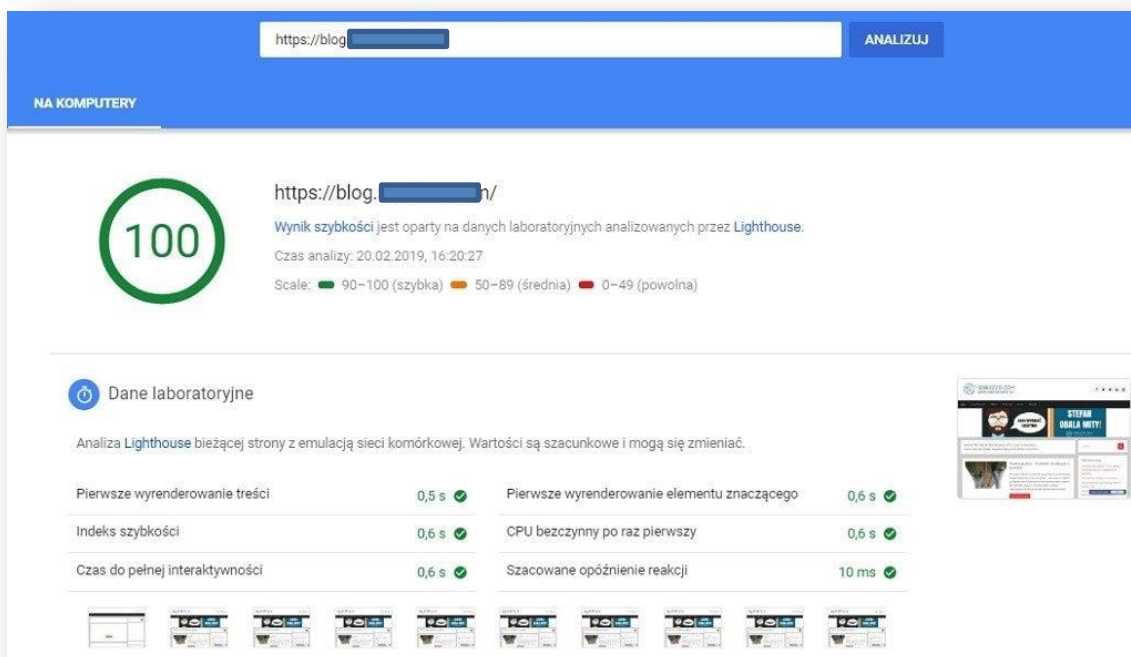 https://blog
ANALIZUJ
NA KOMPUTERY
100
https://blog. n/
Wynik szybkości jest oparty na danych laboratoryjnych analizowanych przez Lighthouse.
Czas analizy: 20.02.2019, 16:20:27
Scale: 90–100 (szybka) 50–89 (średnia) 0–49 (powolna)
Dane laboratoryjne
Analiza Lighthouse bieżącej strony z emulacją sieci komórkowej. Wartości są szacunkowe i mogą się zmieniać.
Pierwsze wyrenderowanie treści 0,5 s
Pierwsze wyrenderowanie elementu znaczącego 0,6 s
Indeks szybkości 0,6 s
CPU bezczynny po raz pierwszy 0,6 s
Czas do pełnej interaktywności 0,6 s
Szacowane opóźnienie reakcji 10 ms
STEFAN
OBALA MITY!